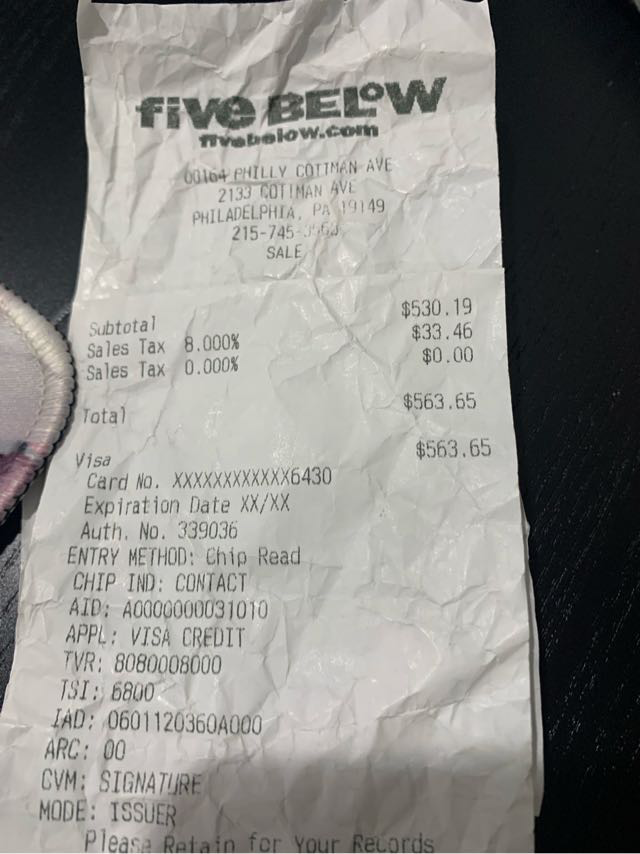 five BELOW
fivebelow.com
00164 PHILLY COTTMAN AVE
2133 COTTMAN AVE
PHILADELPHIA, PA 19149
215-745-
SALE
Subtotal $530.19
Sales Tax 8.000% $33.46
Sales Tax 0.000% $0.00
Total $563.65
Visa $563.65
Card No. XXXXXXXXXXXX6430
Expiration Date XX/XX
Auth. No. 339036
ENTRY METHOD: Chip Read
CHIP IND: CONTACT
AID: A0000000031010
APPL: VISA CREDIT
TVR: 8080008000
TSI: 6800
IAD: 0601120360A000
ARC: 00
CVM: SIGNATURE
MODE: ISSUER
Please Retain for Your Records